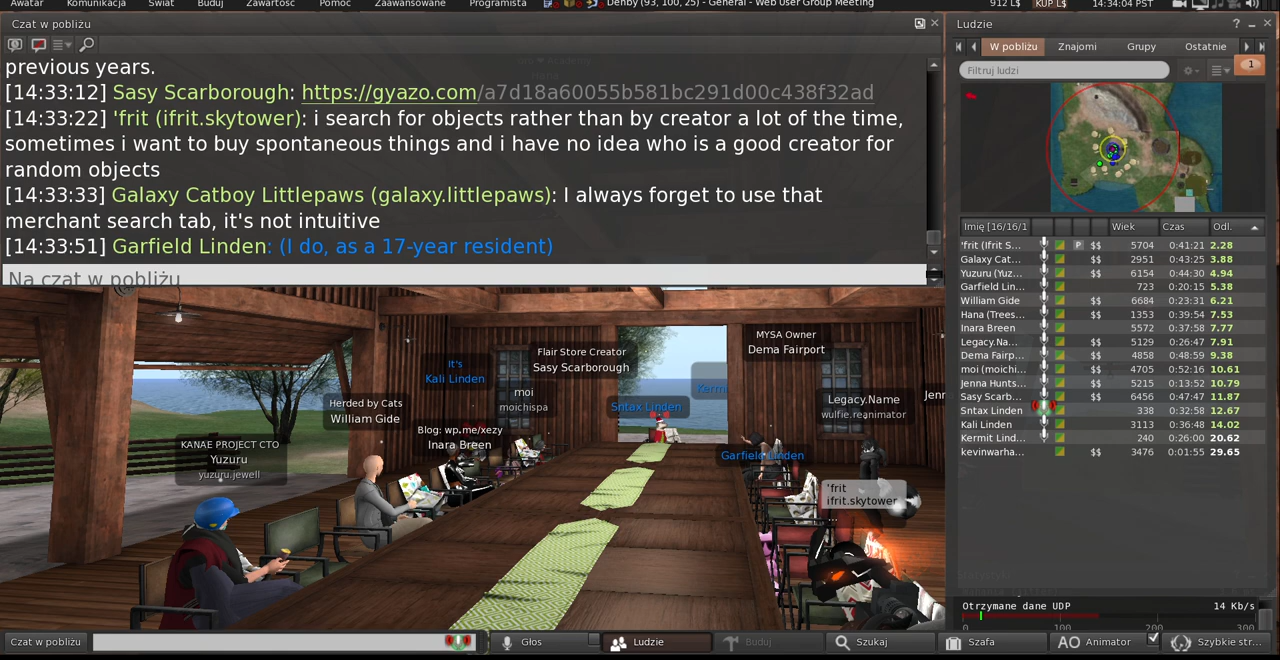 Awatar Komunikacja Świat Buduj Zawartość Pomoc Zaawansowane Programista Denby (93, 100, 25) - General - Web User Group Meeting 912 L$ KUP L$ 14:34:04 PST
Czat w pobliżu
previous years.
[14:33:12] Sasy Scarborough: https://gyazo.com/a7d18a60055b581bc291d00c438f32ad
[14:33:22] 'frit (ifrit.skytower): i search for objects rather than by creator a lot of the time,
sometimes i want to buy spontaneous things and i have no idea who is a good creator for
random objects
[14:33:33] Galaxy Catboy Littlepaws (galaxy.littlepaws): I always forget to use that
merchant search tab, it's not intuitive
[14:33:51] Garfield Linden: (I do, as a 17-year resident)
Na czat w pobliżu
Ludzie
W pobliżu Znajomi Grupy Ostatnie
Filtruj ludzi
1
Imię [16/16/1 Wiek Czas Odl.
'frit (Ifrit S... P $$ 5704 0:41:21 2.28
Galaxy Cat... $$ 2951 0:43:25 3.88
Yuzuru (Yuz... $$ 6154 0:44:30 4.94
Garfield Lin... 723 0:20:15 5.38
William Gide $$ 6684 0:23:31 6.21
Hana (Trees... $$ 1353 0:39:54 7.53
Inara Breen 5572 0:37:58 7.77
Legacy.Na... $$ 5129 0:26:47 7.91
Dema Fairp... $$ 4858 0:48:59 9.38
moi (moichi... $$ 4705 0:52:16 10.61
Jenna Hunts... $$ 5215 0:13:52 10.79
Sasy Scarb... $$ 6456 0:47:47 11.87
Sntax Linden 338 0:32:58 12.67
Kali Linden 3113 0:36:48 14.02
Kermit Lind... 240 0:26:00 20.62
kevinwarha... $$ 3476 0:01:55 29.65
Otrzymane dane UDP 14 Kb/s
0 100 200 300
MYSA Owner
Dema Fairport
Flair Store Creator
Sasy Scarborough
It's
Kali Linden
moi
moichispa
Kermi
Sntax Linden
Legacy.Name
wulfie.reanimator
Jenn
Herded by Cats
William Gide
Blog: wp.me/xezy
Inara Breen
KANAE PROJECT CTO
Yuzuru
yuzuru.jewell
Garfield Linden
'frit
ifrit.skytower
Czat w pobliżu Głos Ludzie Buduj Szukaj Szafa AO Animator Szybkie str...